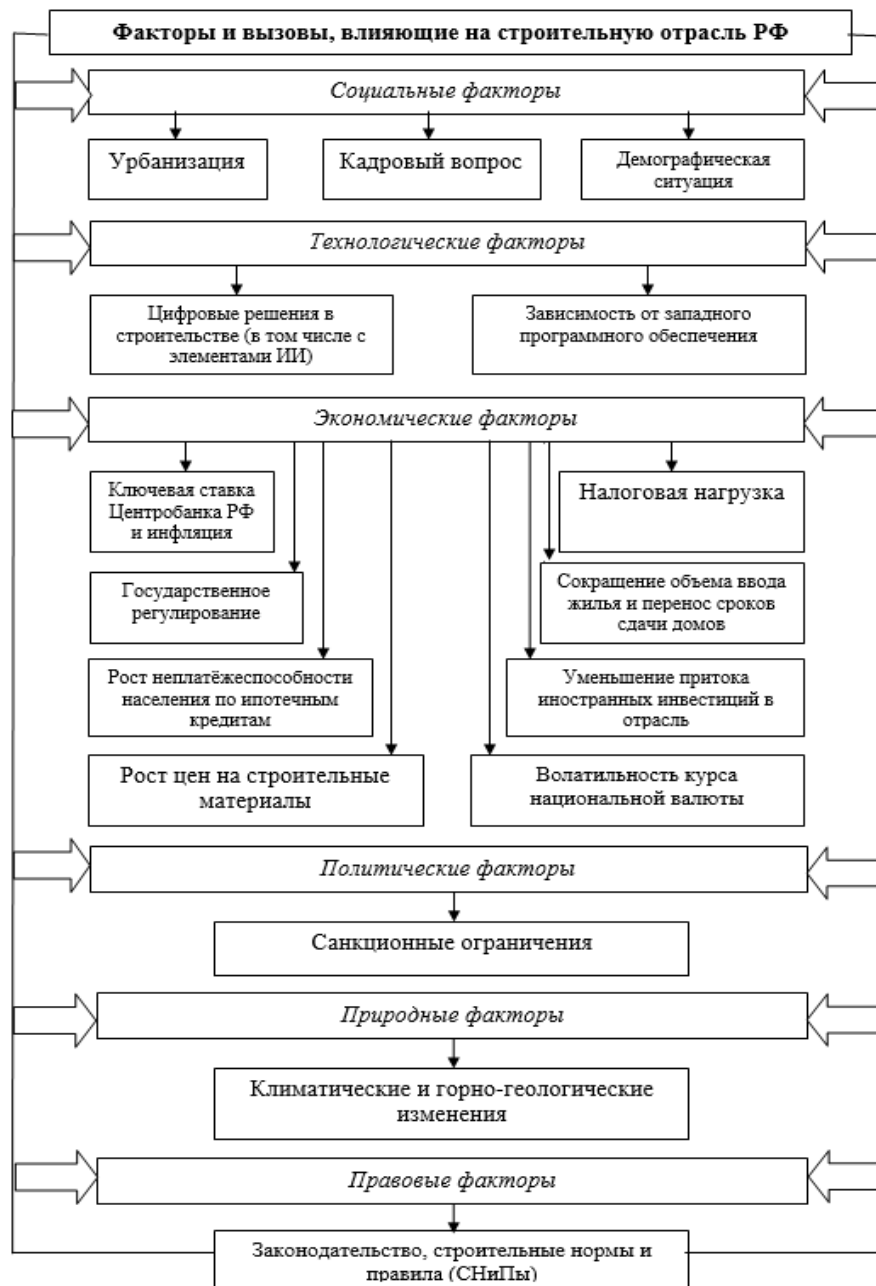 Факторы и вызовы, влияющие на строительную отрасль РФ
Социальные факторы
Урбанизация
Кадровый вопрос
Демографическая
ситуация
Технологические факторы
Цифровые решения в
строительстве (в том числе с
элементами ИИ)
Зависимость от западного
программного обеспечения
Экономические факторы
Ключевая ставка
Центробанка РФ
и инфляция
Налоговая нагрузка
Государственное
регулирование
Сокращение объема ввода
жилья и перенос сроков
сдачи домов
Рост неплатёжеспособности
населения по ипотечным
кредитам
Уменьшение притока
иностранных инвестиций в
отрасль
Рост цен на строительные
материалы
Волатильность курса
национальной валюты
Политические факторы
Санкционные ограничения
Природные факторы
Климатические и горно-геологические
изменения
Правовые факторы
Законодательство, строительные нормы и
правила (СНиПы)